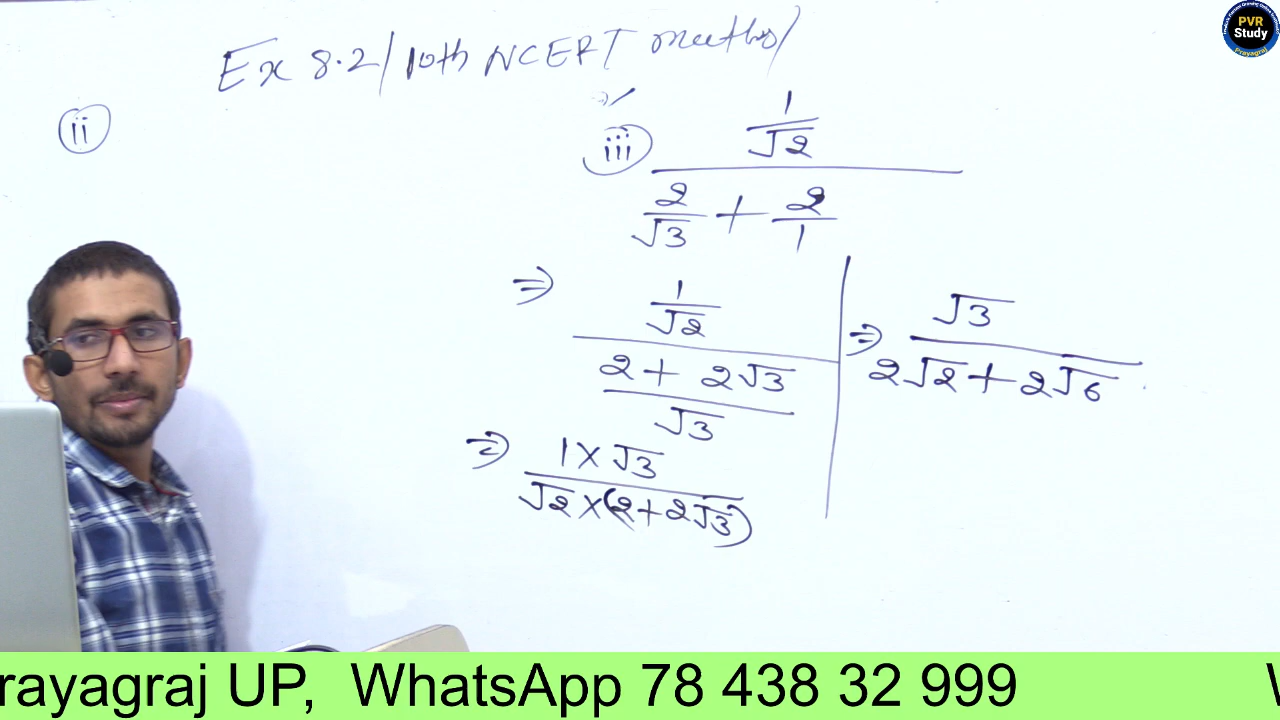 Ex 8.2/10th NCERT maths/
ii
iii
1
√2
2/√3 + 2/1
⇒
1
√2
2 + 2√3
√3
⇒ 1×√3
√2×(2+2√3)
⇒ √3
2√2+2√6
PVR
Study
Prayagraj
rayagraj UP, WhatsApp 78 438 32 999
W